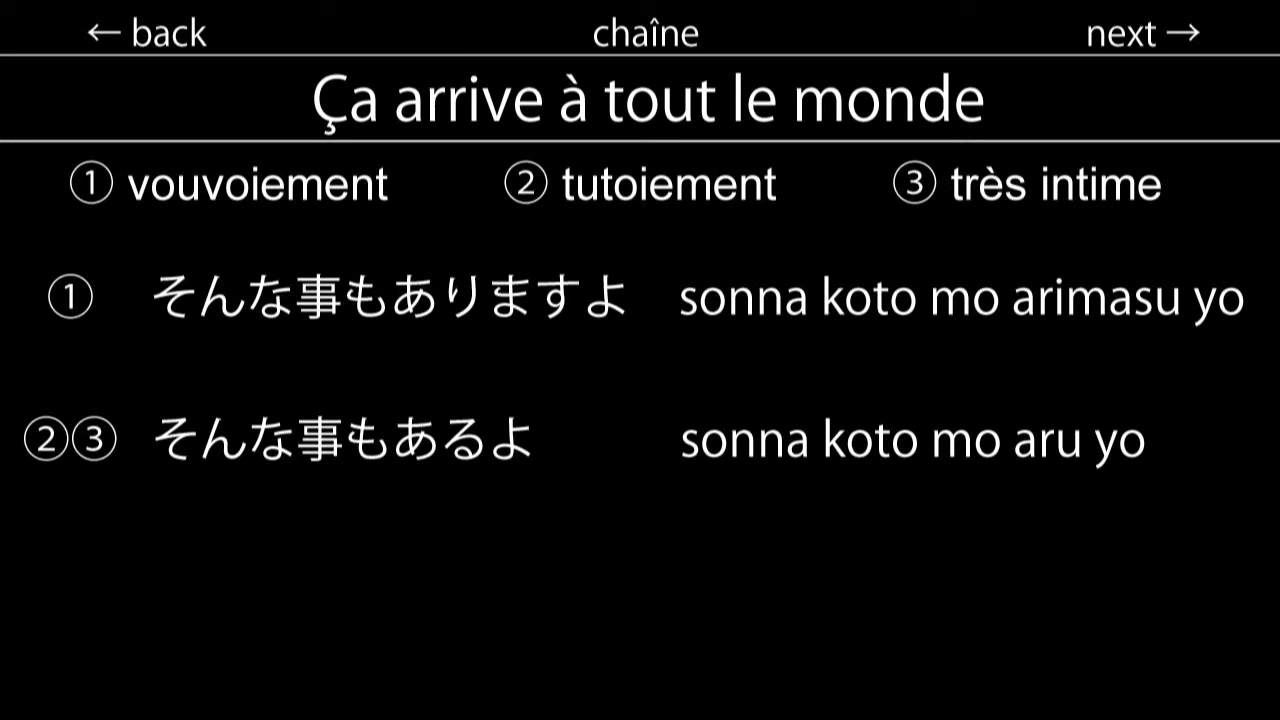 ← back chaîne next →
Ça arrive à tout le monde
① vouvoiement ② tutoiement ③ très intime
① そんな事もありますよ sonna koto mo arimasu yo
②③ そんな事もあるよ sonna koto mo aru yo